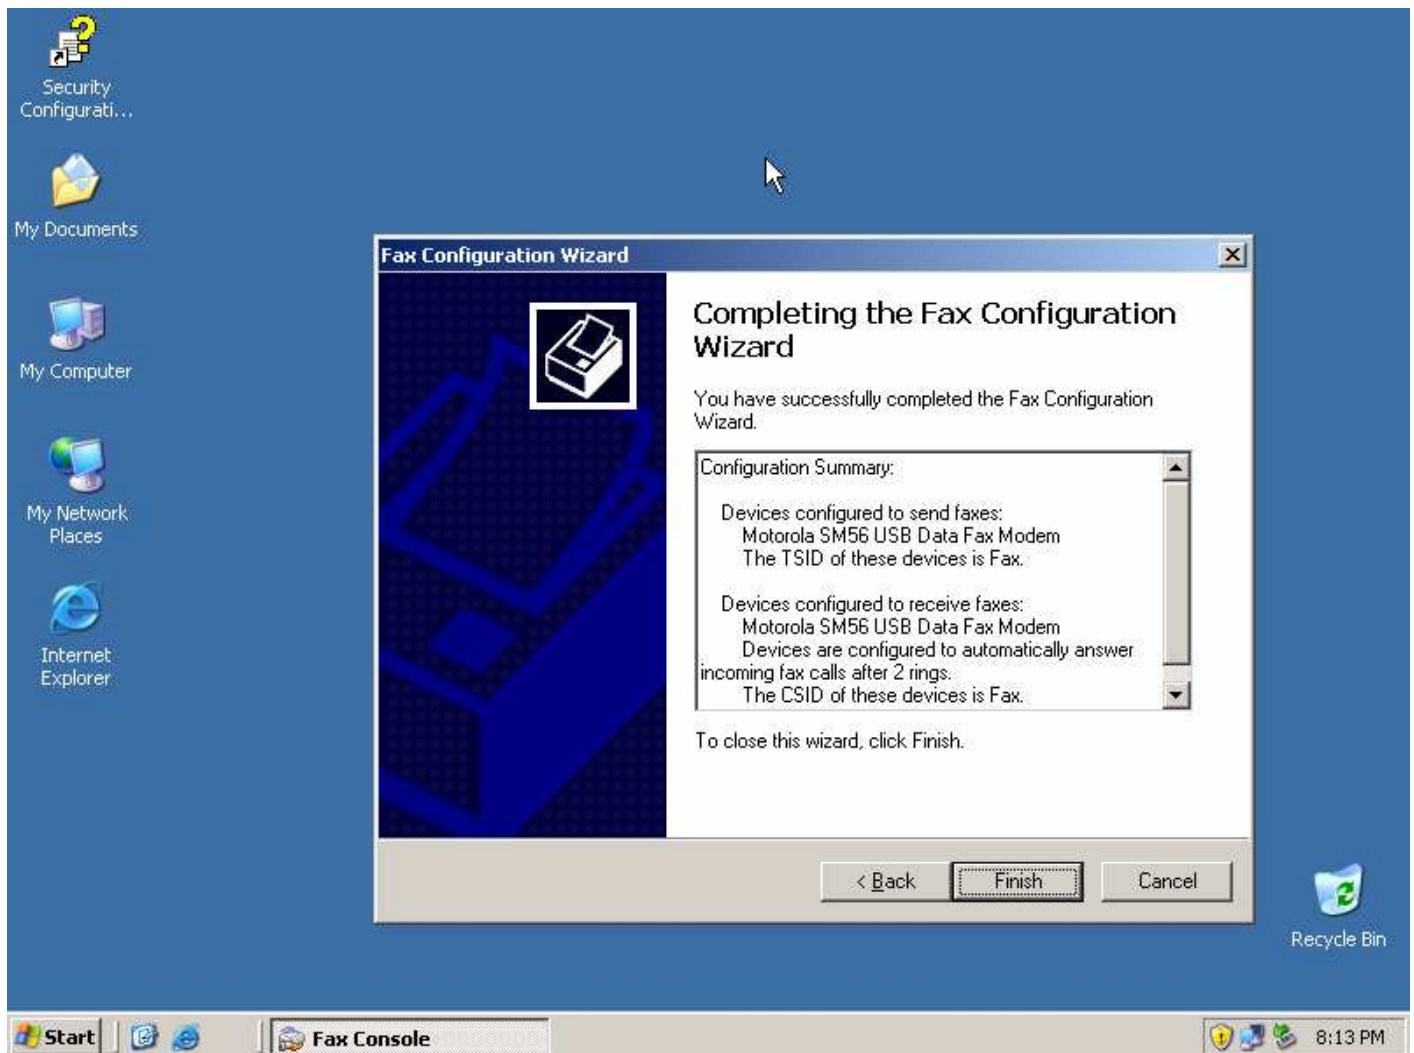 Security
Configurati...
My Documents
My Computer
My Network
Places
Internet
Explorer
Fax Configuration Wizard
Completing the Fax Configuration
Wizard
You have successfully completed the Fax Configuration
Wizard.
Configuration Summary:
Devices configured to send faxes:
Motorola SM56 USB Data Fax Modem
The TSID of these devices is Fax.
Devices configured to receive faxes:
Motorola SM56 USB Data Fax Modem
Devices are configured to automatically answer
incoming fax calls after 2 rings.
The CSID of these devices is Fax.
To close this wizard, click Finish.
< Back
Finish
Cancel
Recycle Bin
Start
Fax Console
8:13 PM